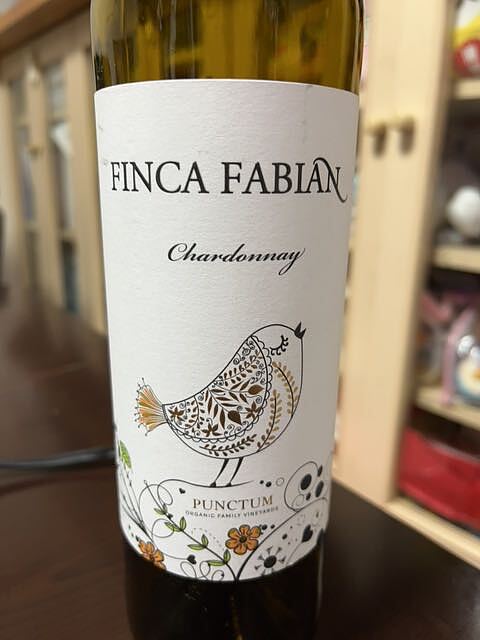 FINCA FABIAN
Chardonnay
PUNCTUM
ORGANIC FAMILY VINEYARDS